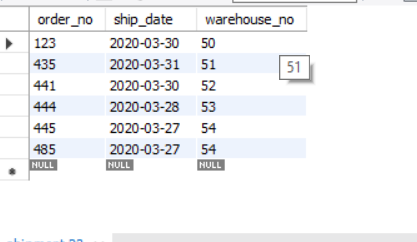 order_no ship_date warehouse_no
123 2020-03-30 50
435 2020-03-31 51
51
441 2020-03-30 52
444 2020-03-28 53
445 2020-03-27 54
485 2020-03-27 54
NULL NULL NULL